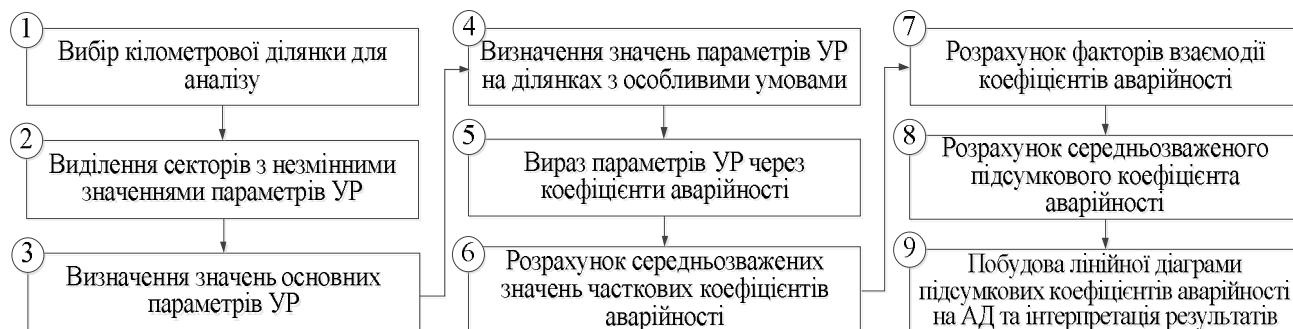 1
Вибір кілометрової ділянки для
аналізу
2
Виділення секторів з незмінними
значеннями параметрів УР
3
Визначення значень основних
параметрів УР
4
Визначення значень параметрів УР
на ділянках з особливими умовами
5
Вираз параметрів УР через
коефіцієнти аварійності
6
Розрахунок середньозважених
значень часткових коефіцієнтів
аварійності
7
Розрахунок факторів взаємодії
коефіцієнтів аварійності
8
Розрахунок середньозваженого
підсумкового коефіцієнта
аварійності
9
Побудова лінійної діаграми
підсумкових коефіцієнтів аварійності
на АД та інтерпретація результатів